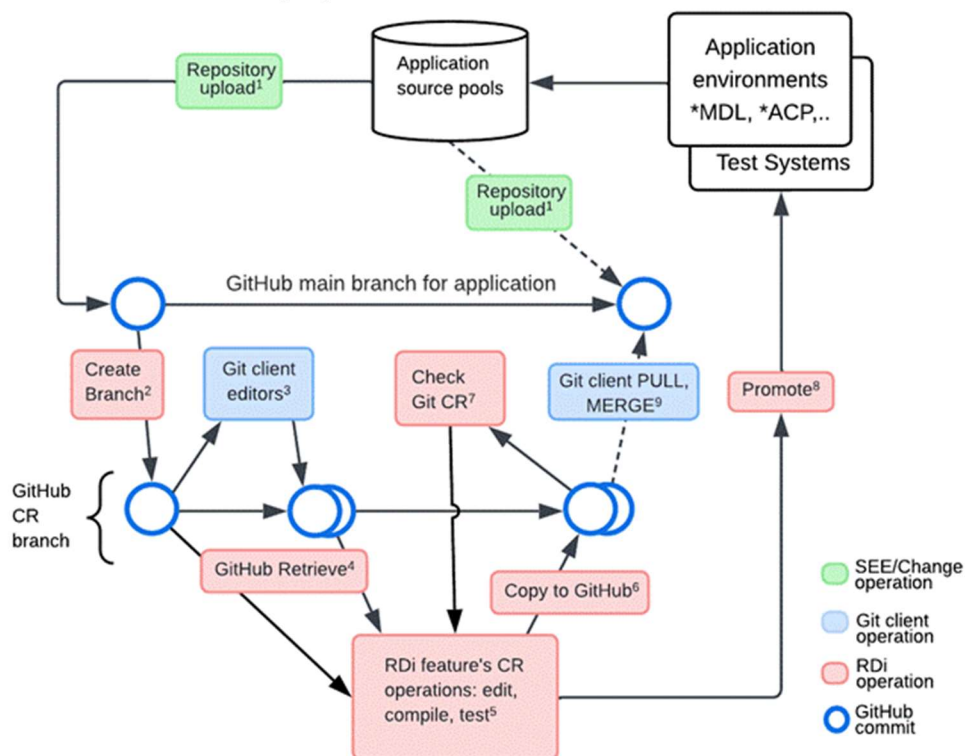 Application
source pools
Application
environments
*MDL, *ACP,..
Test Systems
Repository
upload¹
Repository
upload¹
GitHub main branch for application
Create
Branch²
Git client
editors³
Check
Git CR⁷
Git client PULL,
MERGE⁹
Promote⁸
GitHub
CR
branch
GitHub Retrieve⁴
Copy to GitHub⁶
RDi feature's CR
operations: edit,
compile, test⁵
SEE/Change
operation
Git client
operation
RDi
operation
GitHub
commit